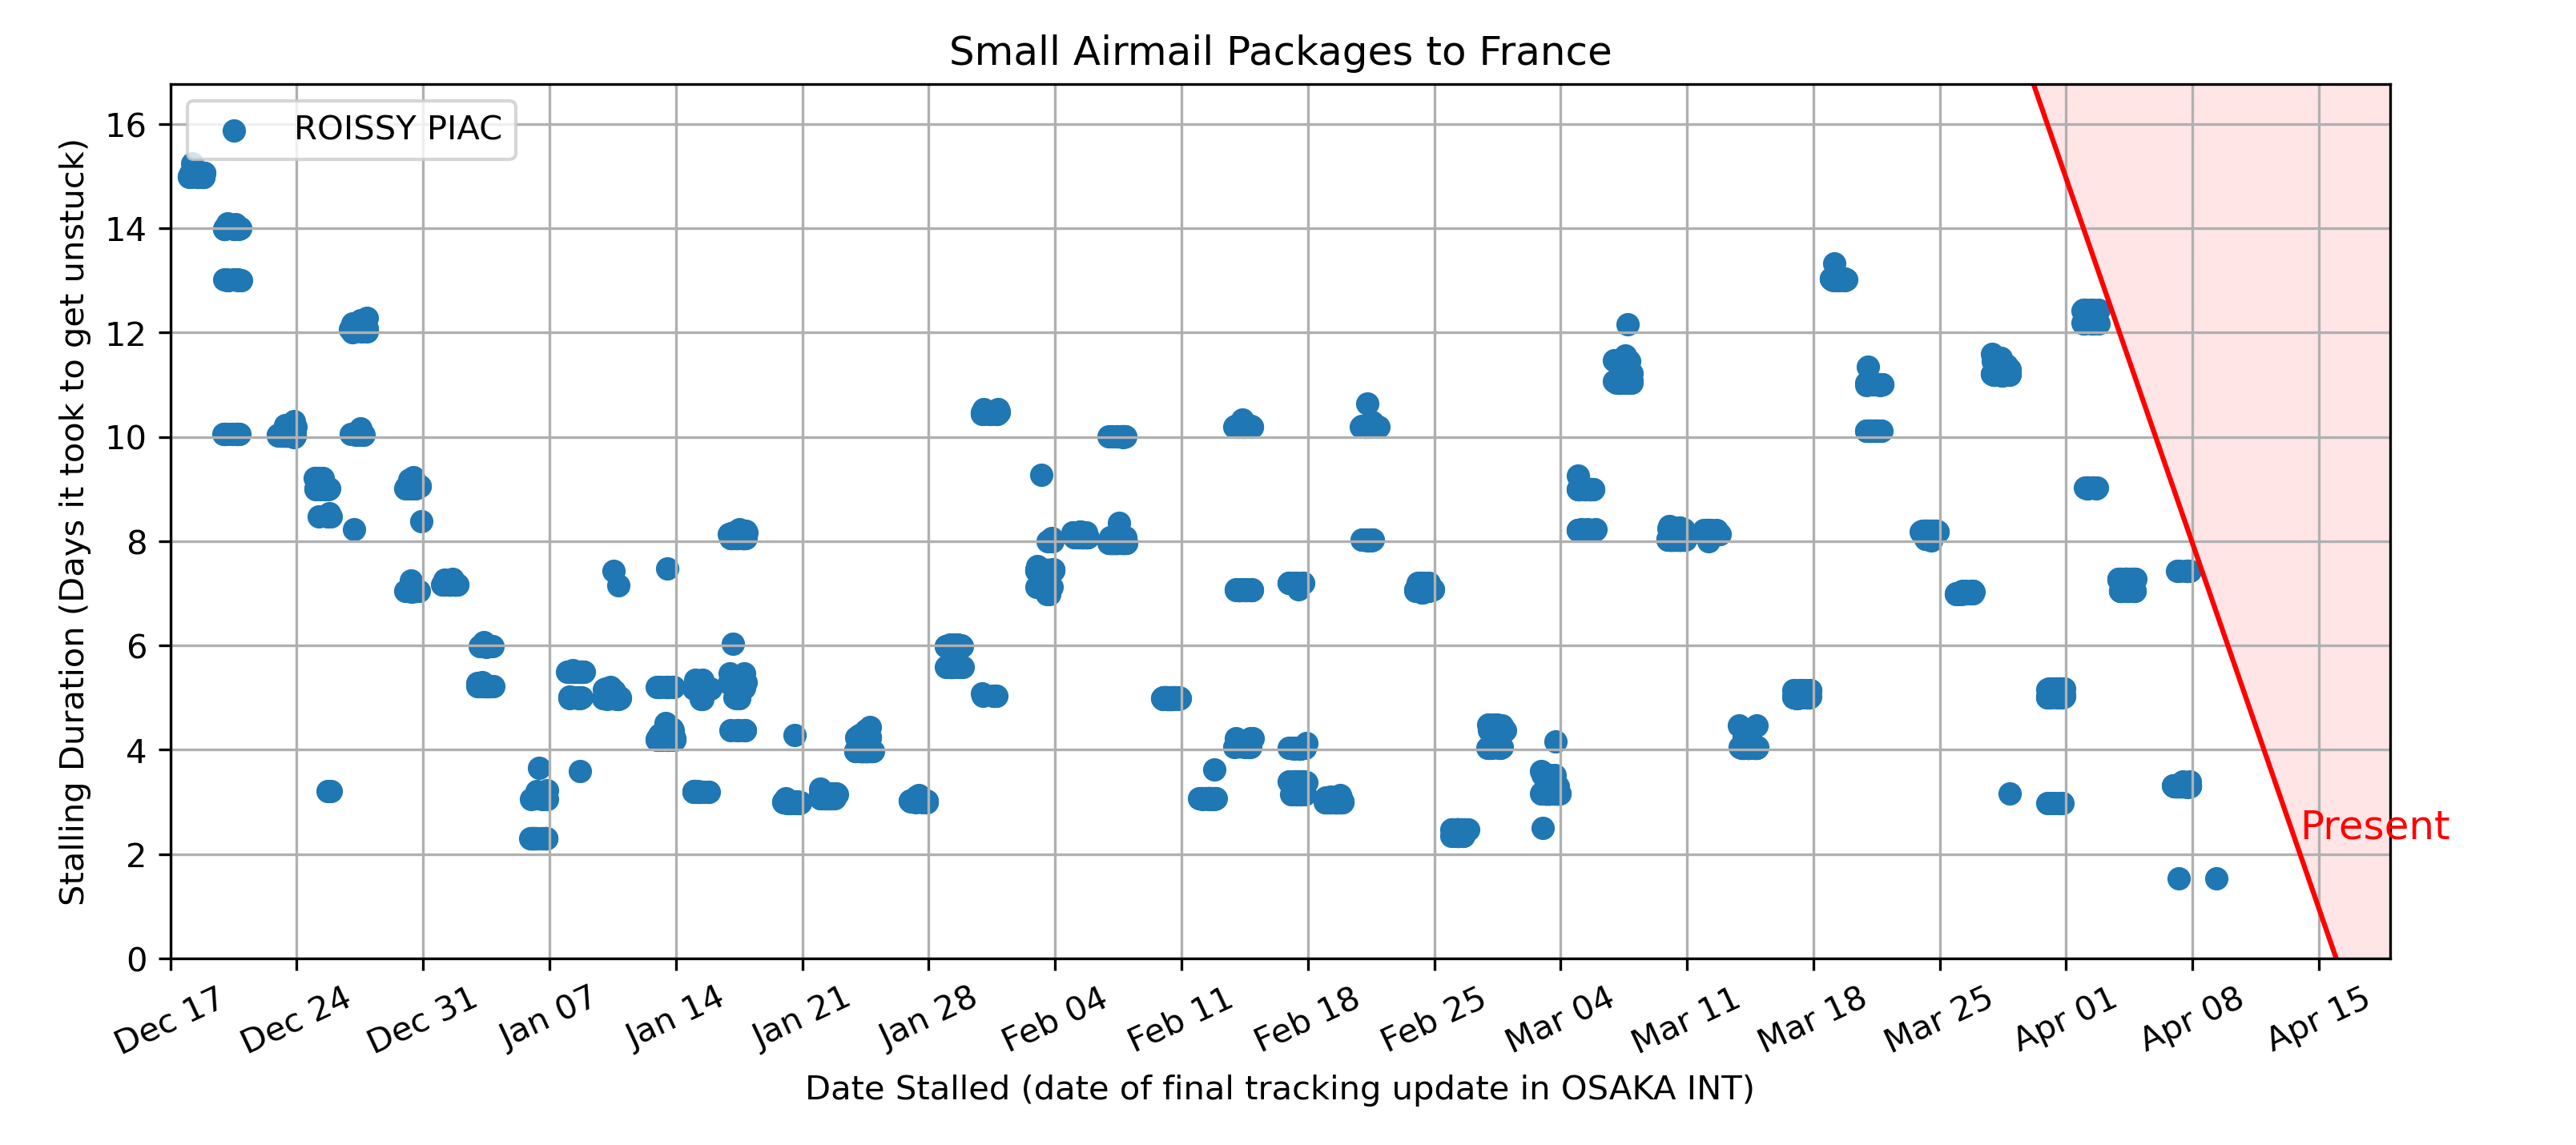 Small Airmail Packages to France
ROISSY PIAC
Stalling Duration (Days it took to get unstuck)
16
14
12
10
8
6
4
2
0
Present
Dec 17
Dec 24
Dec 31
Jan 07
Jan 14
Jan 21
Jan 28
Feb 04
Feb 11
Feb 18
Feb 25
Mar 04
Mar 11
Mar 18
Mar 25
Apr 01
Apr 08
Apr 15
Date Stalled (date of final tracking update in OSAKA INT)